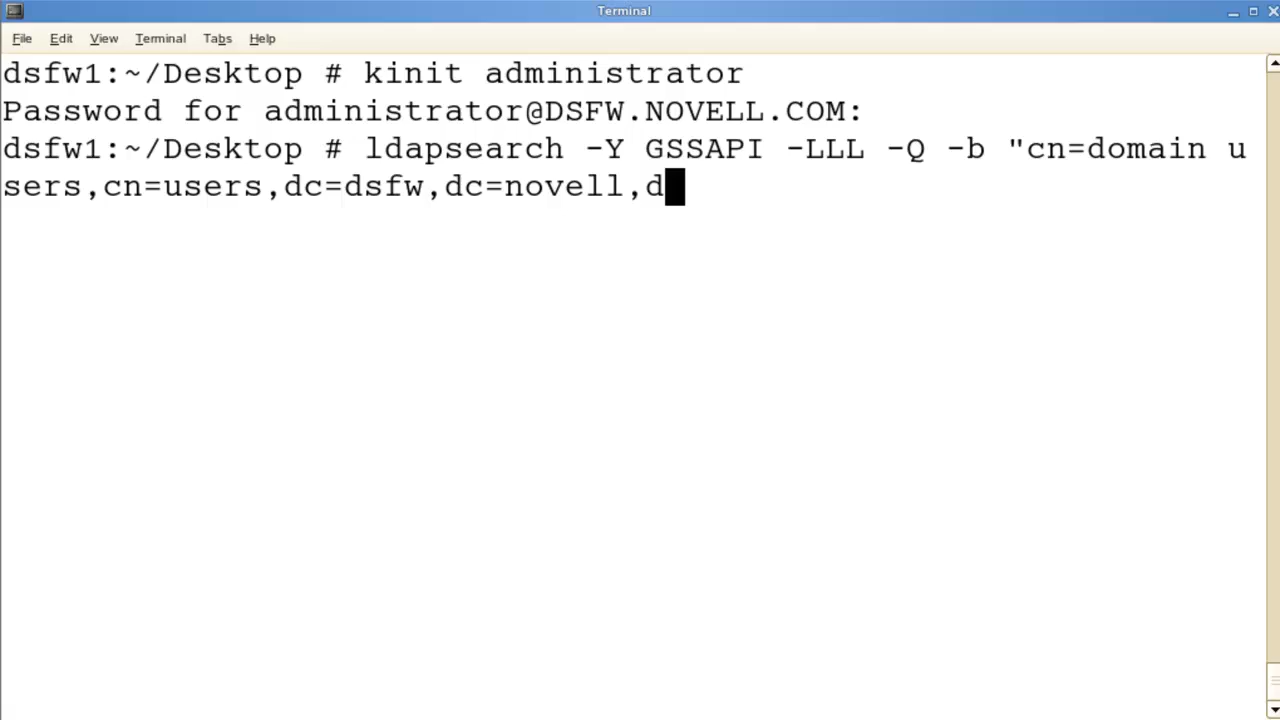 Terminal
File Edit View Terminal Tabs Help
dsfw1:~/Desktop # kinit administrator
Password for administrator@DSFW.NOVELL.COM:
dsfw1:~/Desktop # ldapsearch -Y GSSAPI -LLL -Q -b "cn=domain u
sers,cn=users,dc=dsfw,dc=novell,d